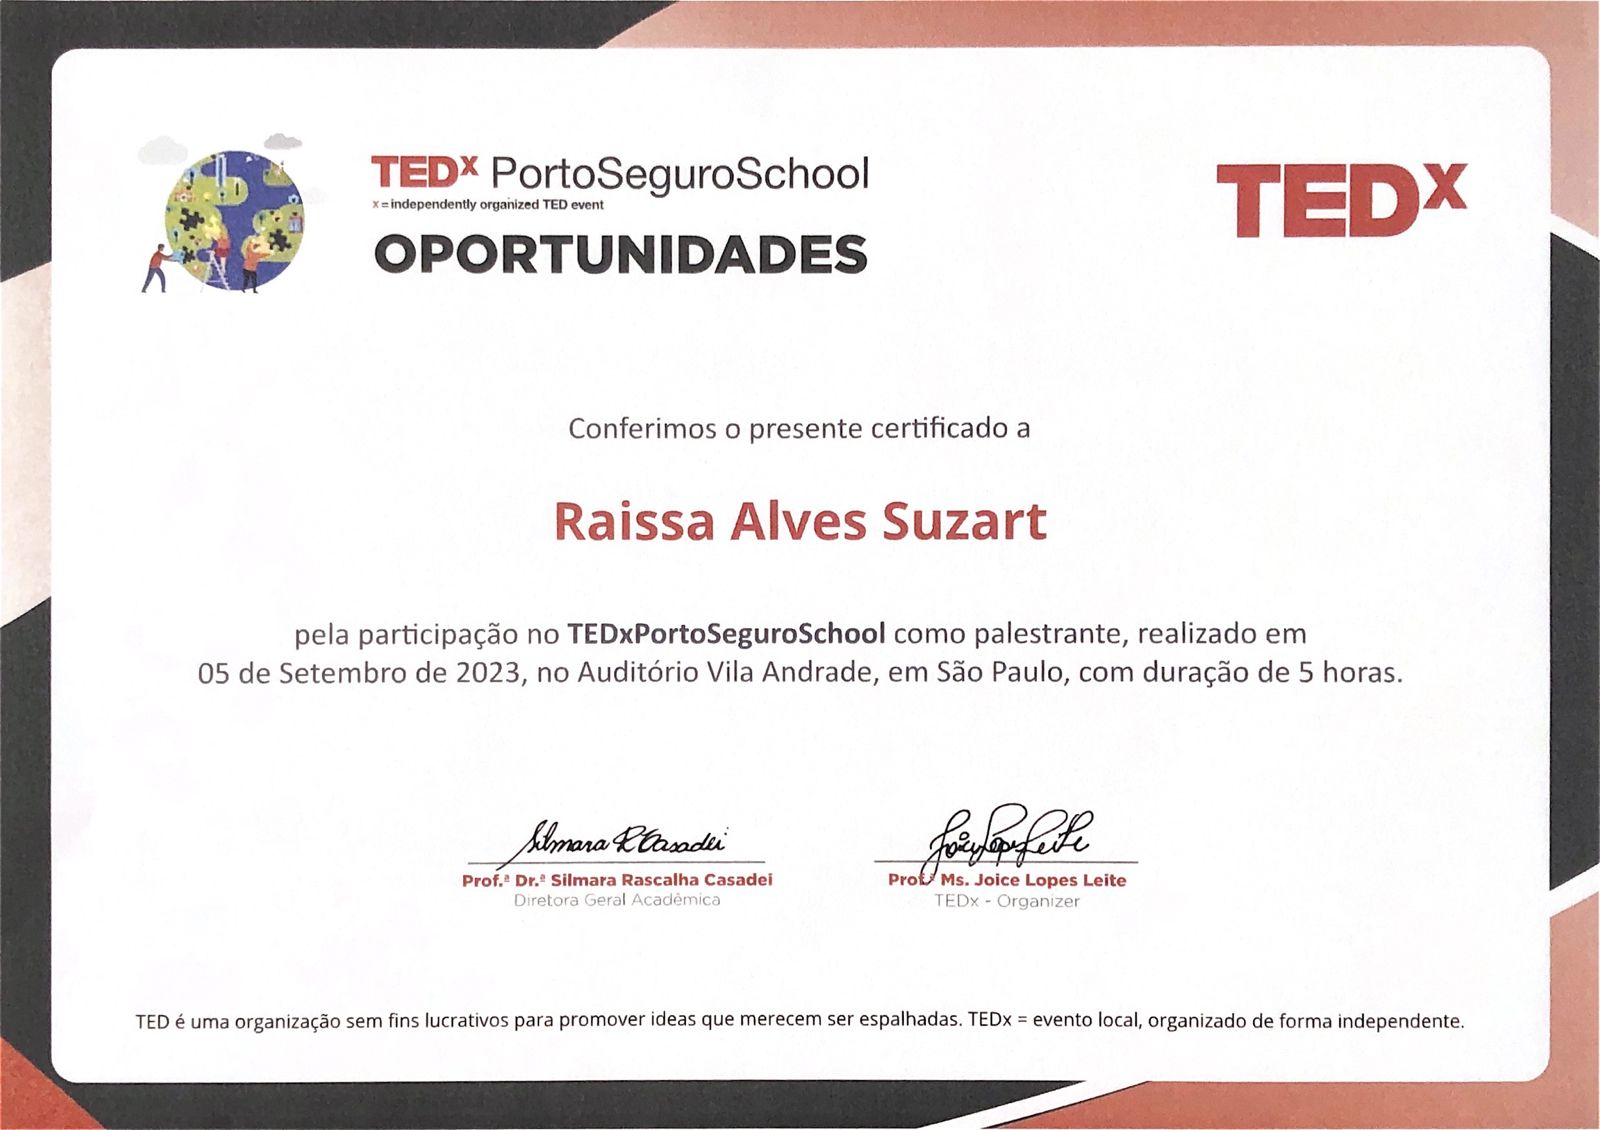 TEDx PortoSeguroSchool
x = independently organized TED event
OPORTUNIDADES
TEDx
Conferimos o presente certificado a
Raissa Alves Suzart
pela participação no TEDxPortoSeguroSchool como palestrante, realizado em
05 de Setembro de 2023, no Auditório Vila Andrade, em São Paulo, com duração de 5 horas.
Silmara R Casadei
Joice Lopes Leite
Prof.ª Dr.ª Silmara Rascalha Casadei
Diretora Geral Acadêmica
Prof.ª Ms. Joice Lopes Leite
TEDx - Organizer
TED é uma organização sem fins lucrativos para promover ideas que merecem ser espalhadas. TEDx = evento local, organizado de forma independente.